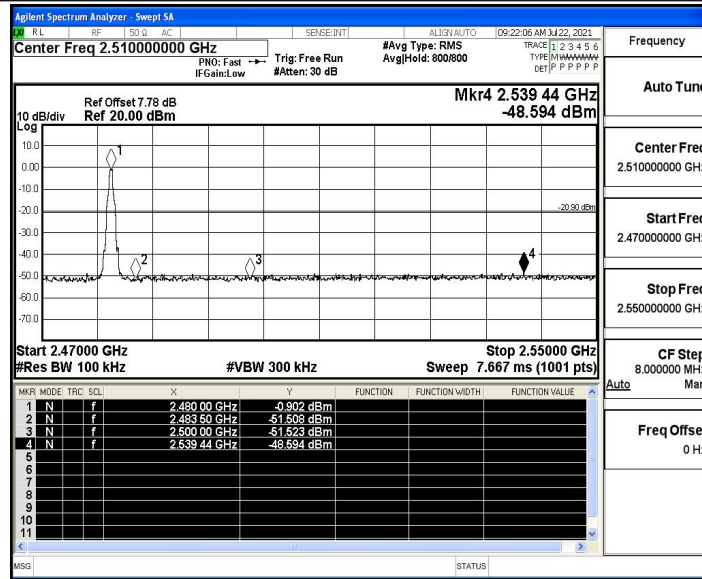 Agilent Spectrum Analyzer - Swept SA
LXI RL RF 50 Ω AC SENSE:INT ALIGN AUTO 09:22:06 AM Jul 22, 2021
Center Freq 2.510000000 GHz #Avg Type: RMS TRACE 1 2 3 4 5 6
PNO: Fast Trig: Free Run Avg|Hold: 800/800 TYPE M WWWWW
IFGain:Low #Atten: 30 dB DET P P P P P P
Ref Offset 7.78 dB Mkr4 2.539 44 GHz
10 dB/div Ref 20.00 dBm -48.594 dBm
Log
10.0
0.00
-10.0
-20.0
-30.0
-40.0
-50.0
-60.0
-70.0
1
-20.90 dBm
2
3
4
Start 2.47000 GHz Stop 2.55000 GHz
#Res BW 100 kHz #VBW 300 kHz Sweep 7.667 ms (1001 pts)
MKR MODE TRC SCL X Y FUNCTION FUNCTION WIDTH FUNCTION VALUE
1 N f 2.480 00 GHz -0.902 dBm
2 N f 2.483 50 GHz -51.508 dBm
3 N f 2.500 00 GHz -51.523 dBm
4 N f 2.539 44 GHz -48.594 dBm
5
6
7
8
9
10
11
MSG STATUS
Frequency
Auto Tune
Center Freq
2.510000000 GHz
Start Freq
2.470000000 GHz
Stop Freq
2.550000000 GHz
CF Step
8.000000 MHz
Auto Man
Freq Offset
0 Hz